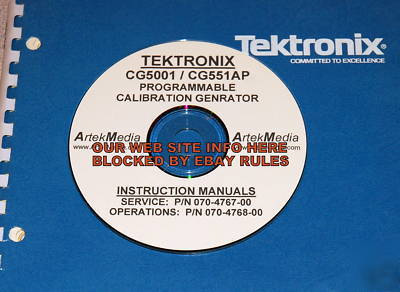 Tektronix®
COMMITTED TO EXCELLENCE
TEKTRONIX
CG5001 / CG551AP
PROGRAMMABLE
CALIBRATION GENRATOR
ArtekMedia ArtekMedia
OUR WEB SITE INFO HERE
BLOCKED BY EBAY RULES
INSTRUCTION MANUALS
SERVICE: P/N 070-4767-00
OPERATIONS: P/N 070-4768-00